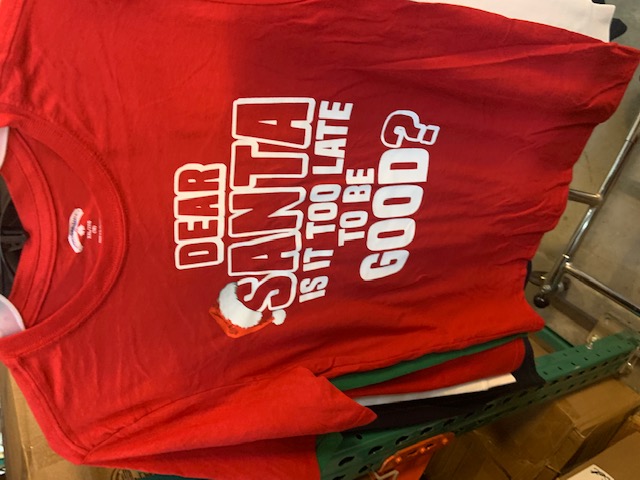 DEAR
SANTA
IS IT TOO LATE
TO BE
GOOD?